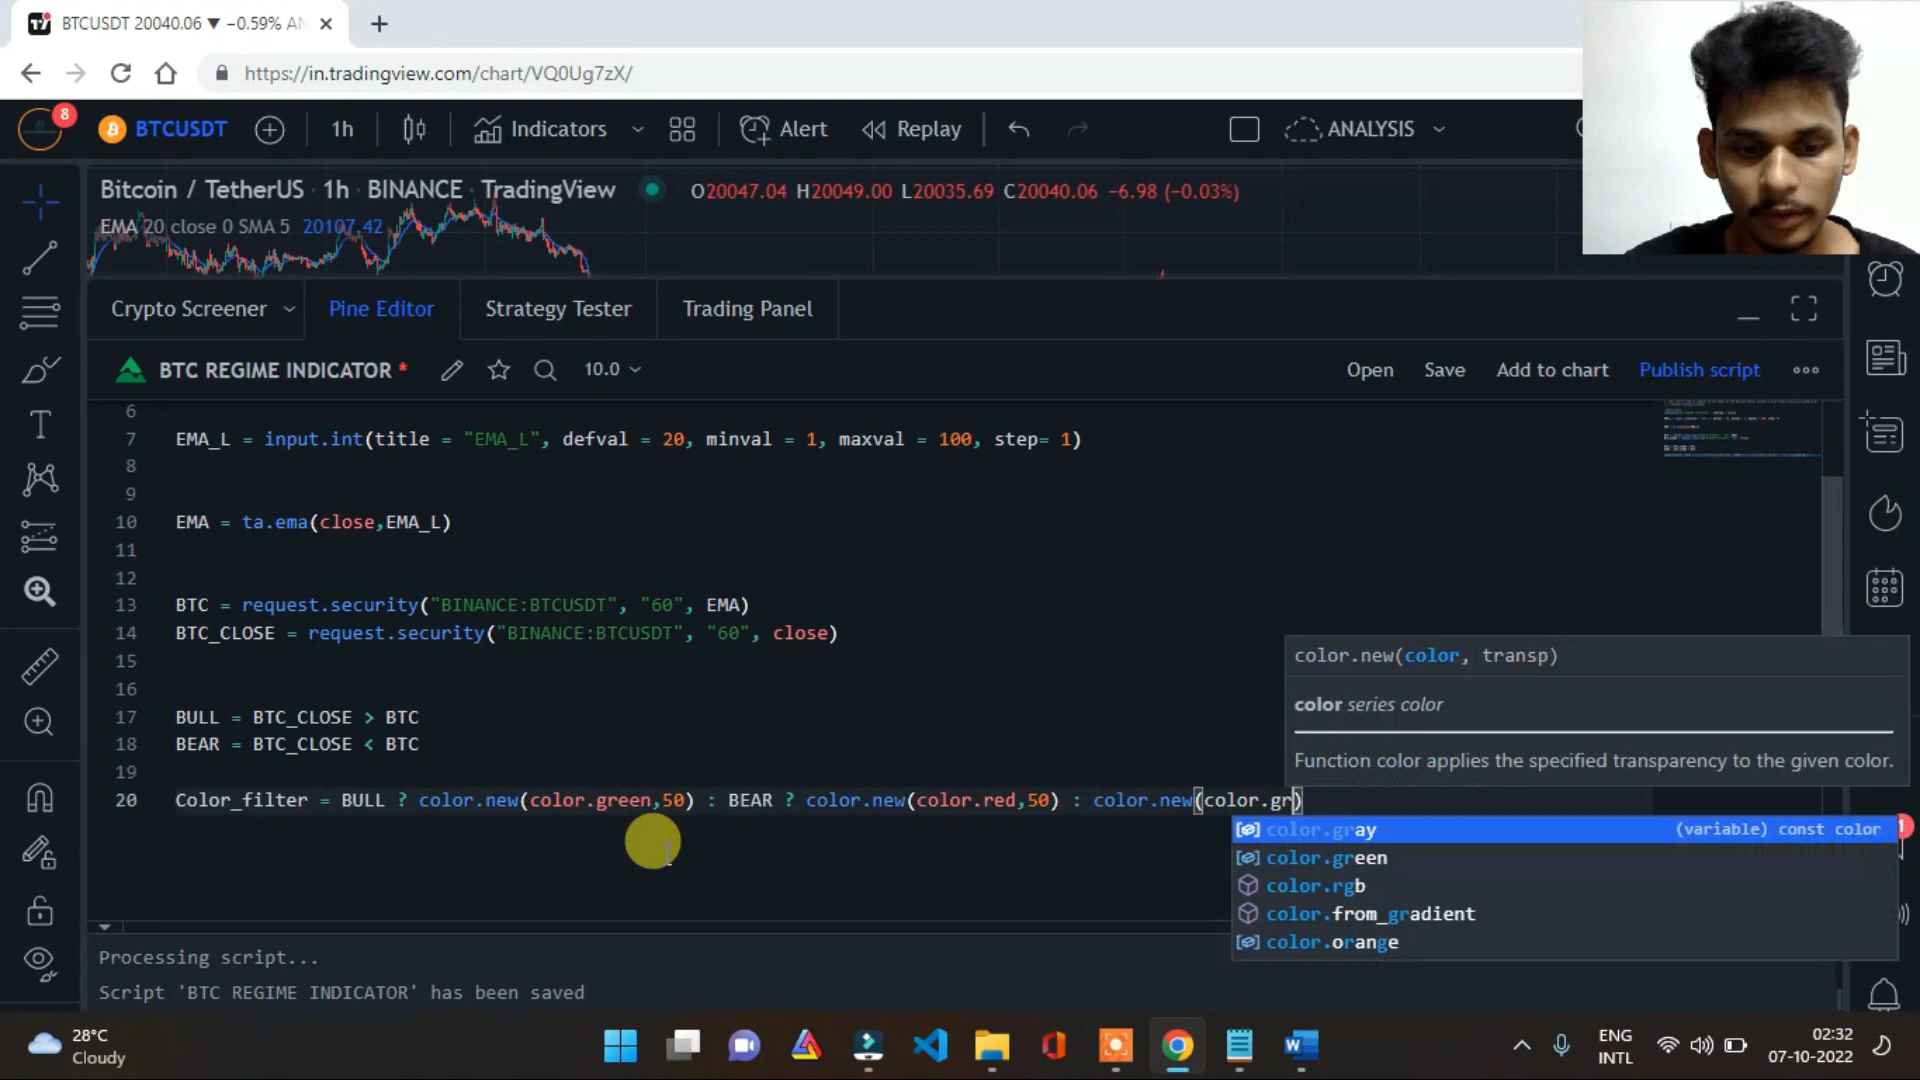 BTCUSDT 20040.06 ▼ −0.59% AN
https://in.tradingview.com/chart/VQ0Ug7zX/
8
BTCUSDT 1h Indicators Alert Replay ANALYSIS
Bitcoin / TetherUS · 1h · BINANCE · TradingView O20047.04 H20049.00 L20035.69 C20040.06 −6.98 (−0.03%)
EMA 20 close 0 SMA 5 20107.42
Crypto Screener Pine Editor Strategy Tester Trading Panel
BTC REGIME INDICATOR * 10.0 Open Save Add to chart Publish script
6
7 EMA_L = input.int(title = "EMA_L", defval = 20, minval = 1, maxval = 100, step= 1)
8
9
10 EMA = ta.ema(close,EMA_L)
11
12
13 BTC = request.security("BINANCE:BTCUSDT", "60", EMA)
14 BTC_CLOSE = request.security("BINANCE:BTCUSDT", "60", close)
15
16
17 BULL = BTC_CLOSE > BTC
18 BEAR = BTC_CLOSE < BTC
19
20 Color_filter = BULL ? color.new(color.green,50) : BEAR ? color.new(color.red,50) : color.new(color.gr)
color.new(color, transp)
color series color
Function color applies the specified transparency to the given color.
color.gray (variable) const color
color.green
color.rgb
color.from_gradient
color.orange
1
Processing script...
Script 'BTC REGIME INDICATOR' has been saved
28°C
Cloudy
ENG
INTL
02:32
07-10-2022